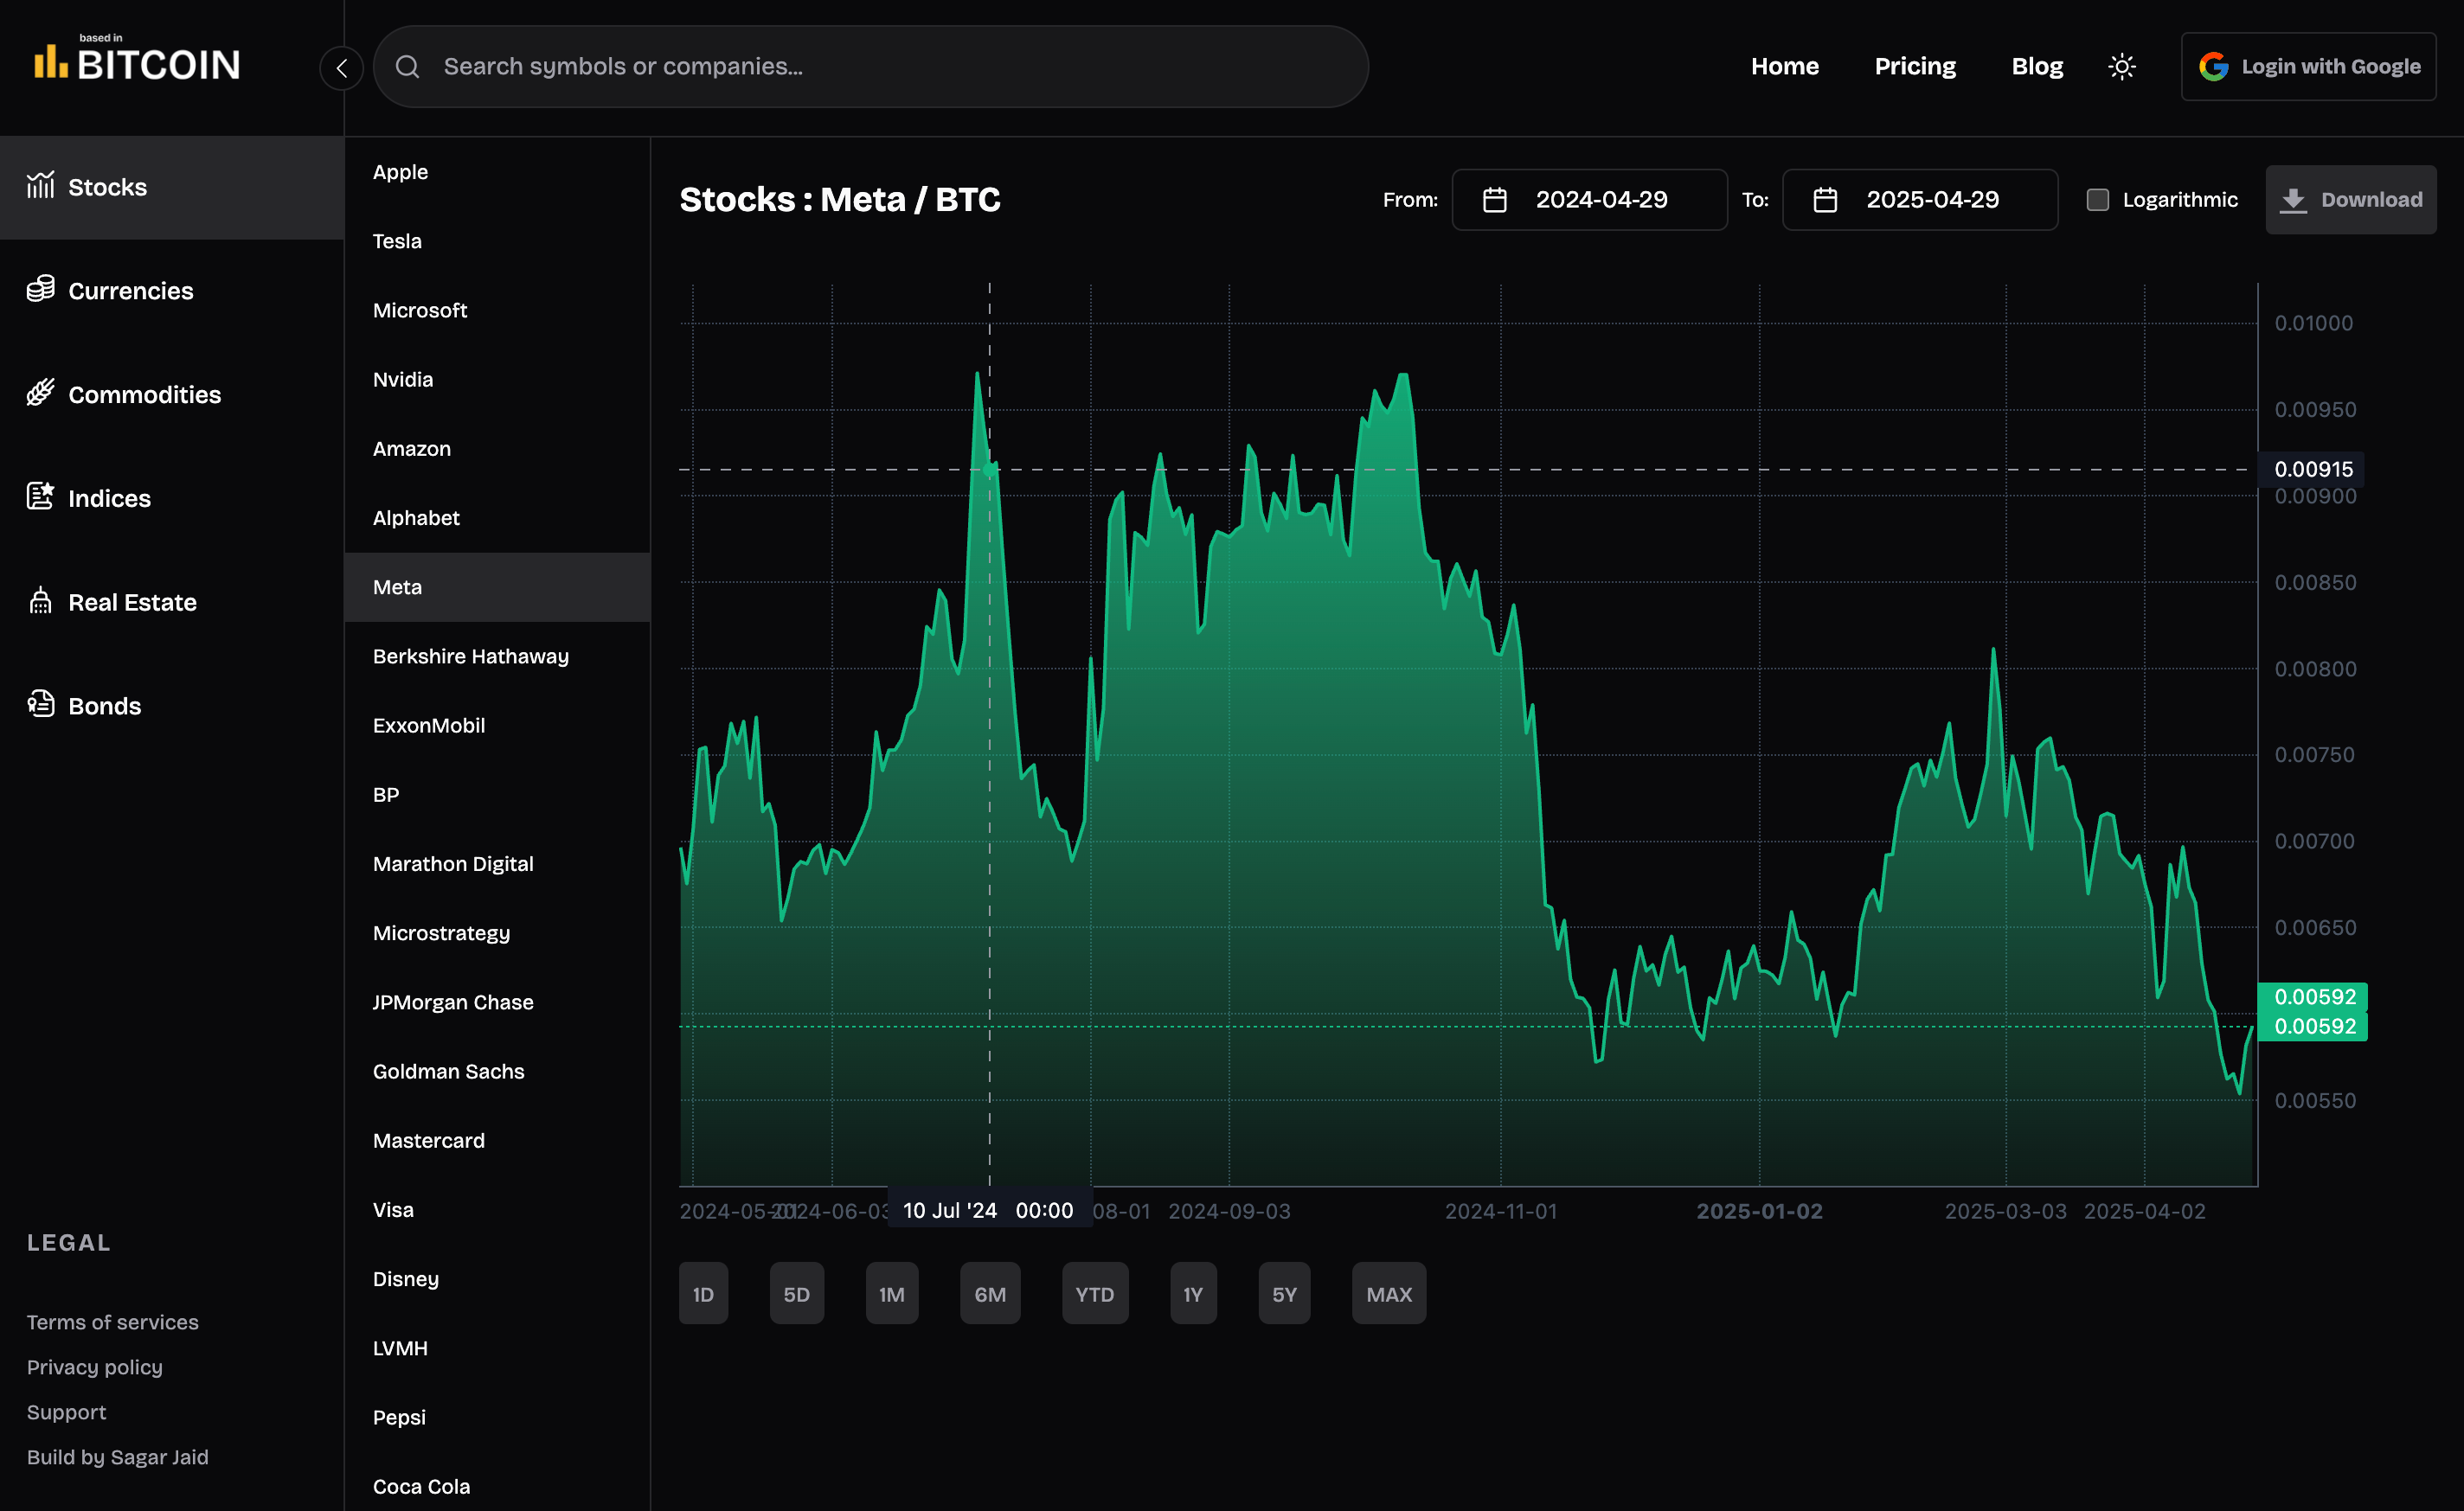 based in
BITCOIN
Search symbols or companies...
Home
Pricing
Blog
Login with Google
Stocks
Currencies
Commodities
Indices
Real Estate
Bonds
LEGAL
Terms of services
Privacy policy
Support
Build by Sagar Jaid
Apple
Tesla
Microsoft
Nvidia
Amazon
Alphabet
Meta
Berkshire Hathaway
ExxonMobil
BP
Marathon Digital
Microstrategy
JPMorgan Chase
Goldman Sachs
Mastercard
Visa
Disney
LVMH
Pepsi
Coca Cola
Stocks : Meta / BTC
From:
2024-04-29
To:
2025-04-29
Logarithmic
Download
0.01000
0.00950
0.00915
0.00900
0.00850
0.00800
0.00750
0.00700
0.00650
0.00592
0.00592
0.00550
2024-05-01
2024-06-03
10 Jul '24 00:00
08-01
2024-09-03
2024-11-01
2025-01-02
2025-03-03
2025-04-02
1D
5D
1M
6M
YTD
1Y
5Y
MAX